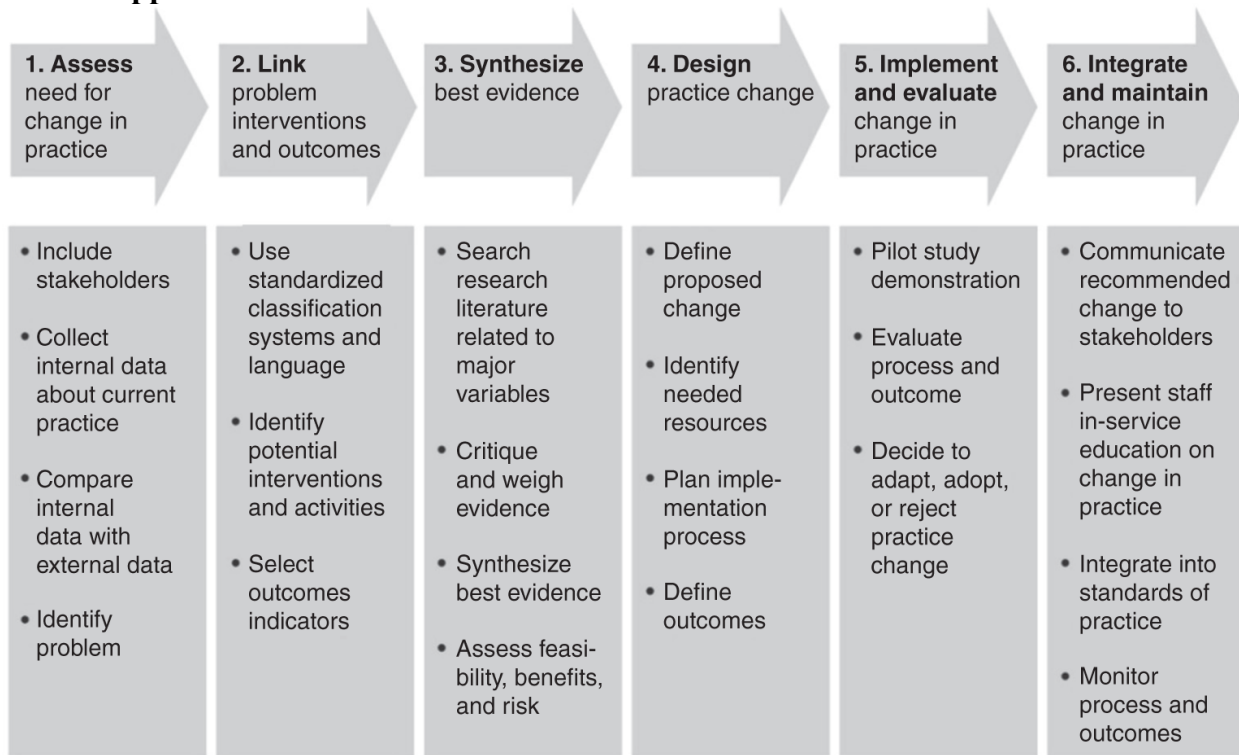 1. Assess
need for
change in
practice
2. Link
problem
interventions
and outcomes
3. Synthesize
best evidence
4. Design
practice change
5. Implement
and evaluate
change in
practice
6. Integrate
and maintain
change in
practice
• Include
stakeholders
• Collect
internal data
about current
practice
• Compare
internal
data with
external data
• Identify
problem
• Use
standardized
classification
systems and
language
• Identify
potential
interventions
and activities
• Select
outcomes
indicators
• Search
research
literature
related to
major
variables
• Critique
and weigh
evidence
• Synthesize
best evidence
• Assess feasi-
bility, benefits,
and risk
• Define
proposed
change
• Identify
needed
resources
• Plan imple-
mentation
process
• Define
outcomes
• Pilot study
demonstration
• Evaluate
process and
outcome
• Decide to
adapt, adopt,
or reject
practice
change
• Communicate
recommended
change to
stakeholders
• Present staff
in-service
education on
change in
practice
• Integrate into
standards of
practice
• Monitor
process and
outcomes